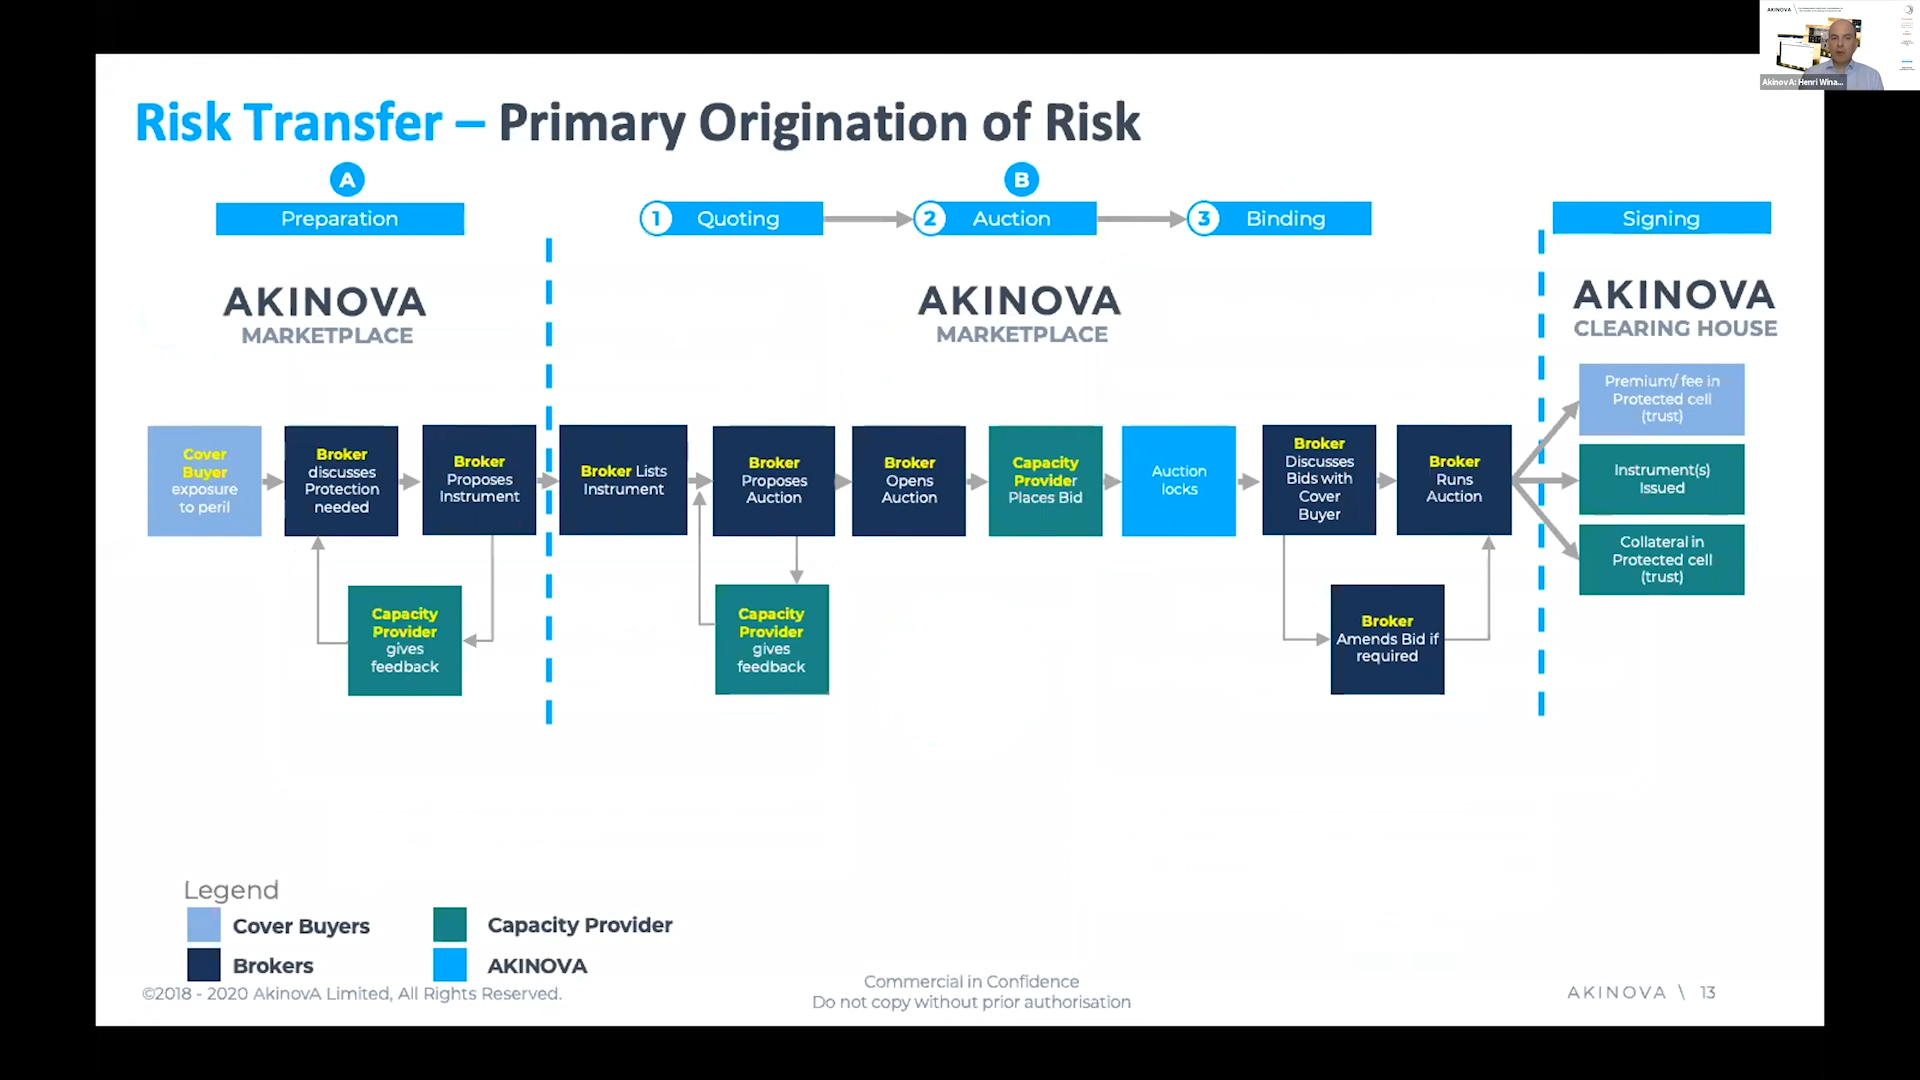 AKINOVA
AkinovA: Henri Wina...
Risk Transfer – Primary Origination of Risk
A
B
Preparation
1 Quoting
2 Auction
3 Binding
Signing
AKINOVA
MARKETPLACE
AKINOVA
MARKETPLACE
AKINOVA
CLEARING HOUSE
Cover
Buyer
exposure
to peril
Broker
discusses
Protection
needed
Broker
Proposes
Instrument
Broker Lists
Instrument
Broker
Proposes
Auction
Broker
Opens
Auction
Capacity
Provider
Places Bid
Auction
locks
Broker
Discusses
Bids with
Cover
Buyer
Broker
Runs
Auction
Premium/ fee in
Protected cell
(trust)
Instrument(s)
Issued
Collateral in
Protected cell
(trust)
Capacity
Provider
gives
feedback
Capacity
Provider
gives
feedback
Broker
Amends Bid if
required
Legend
Cover Buyers
Capacity Provider
Brokers
AKINOVA
©2018 - 2020 AkinovA Limited, All Rights Reserved.
Commercial in Confidence
Do not copy without prior authorisation
AKINOVA \ 13